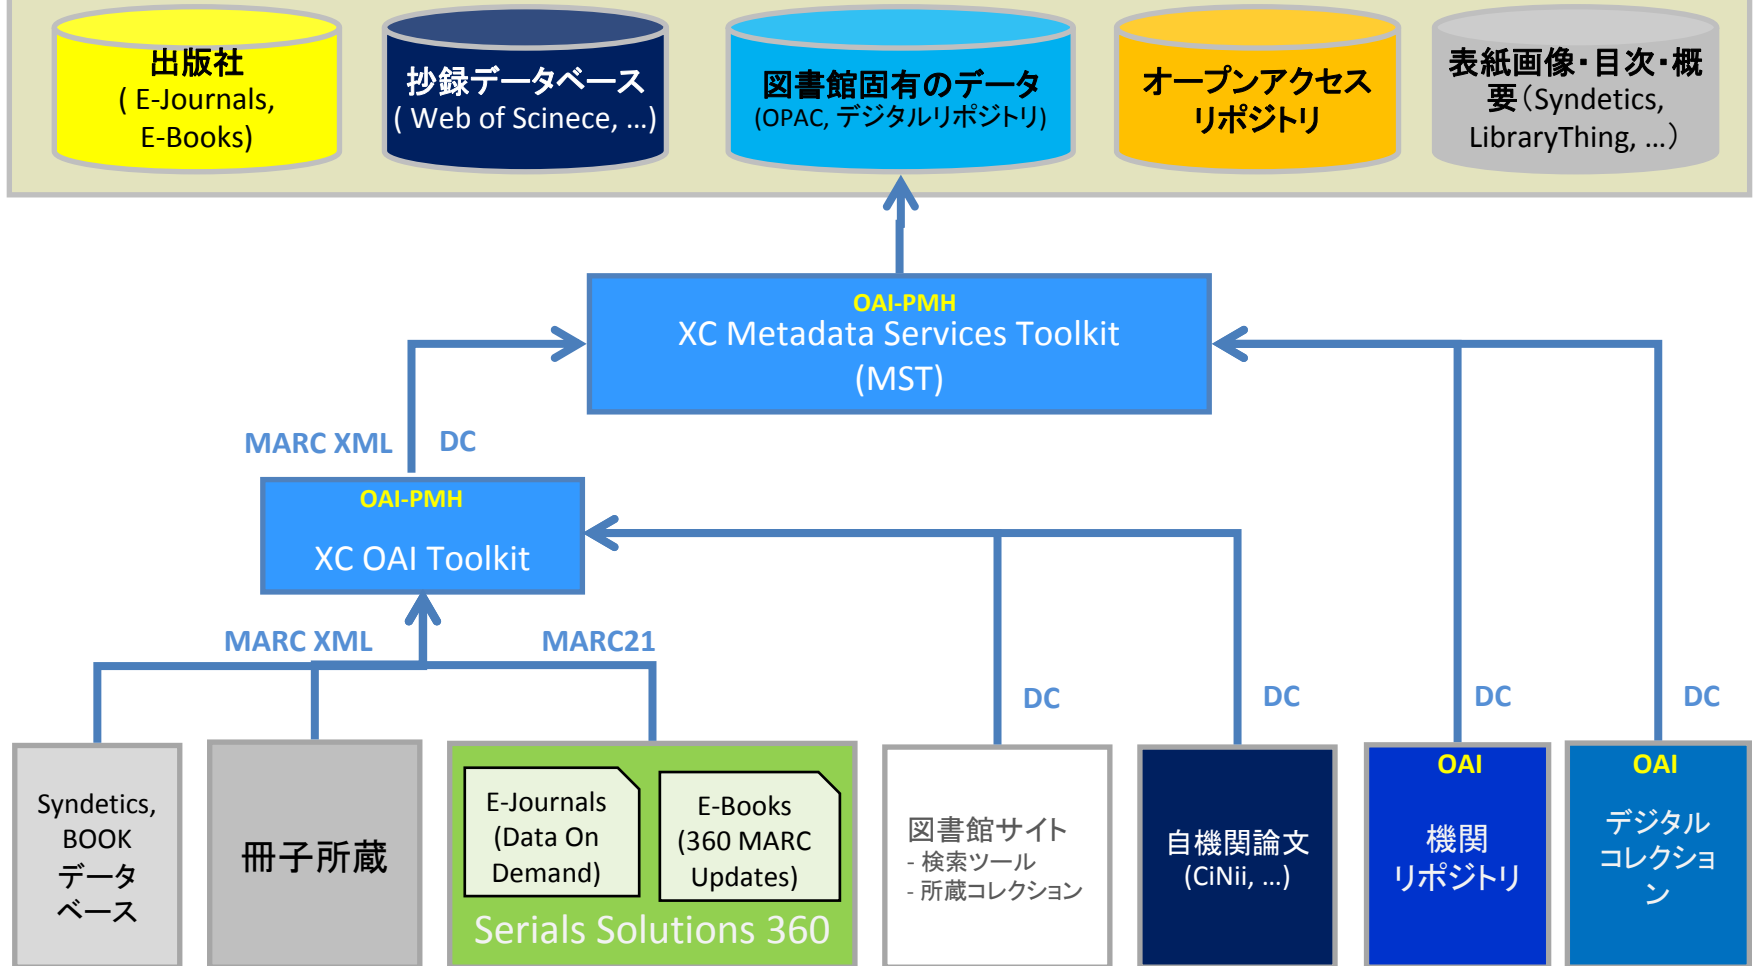 出版社
( E-Journals,
E-Books)
抄録データベース
( Web of Scinece, ...)
図書館固有のデータ
(OPAC, デジタルリポジトリ)
オープンアクセス
リポジトリ
表紙画像・目次・概
要（Syndetics,
LibraryThing, ...）
OAI-PMH
XC Metadata Services Toolkit
(MST)
MARC XML DC
OAI-PMH
XC OAI Toolkit
MARC XML MARC21
DC DC DC DC
Syndetics,
BOOK
データ
ベース
冊子所蔵
E-Journals
(Data On
Demand)
E-Books
(360 MARC
Updates)
Serials Solutions 360
図書館サイト
- 検索ツール
- 所蔵コレクション
自機関論文
(CiNii, ...)
OAI
機関
リポジトリ
OAI
デジタル
コレクショ
ン